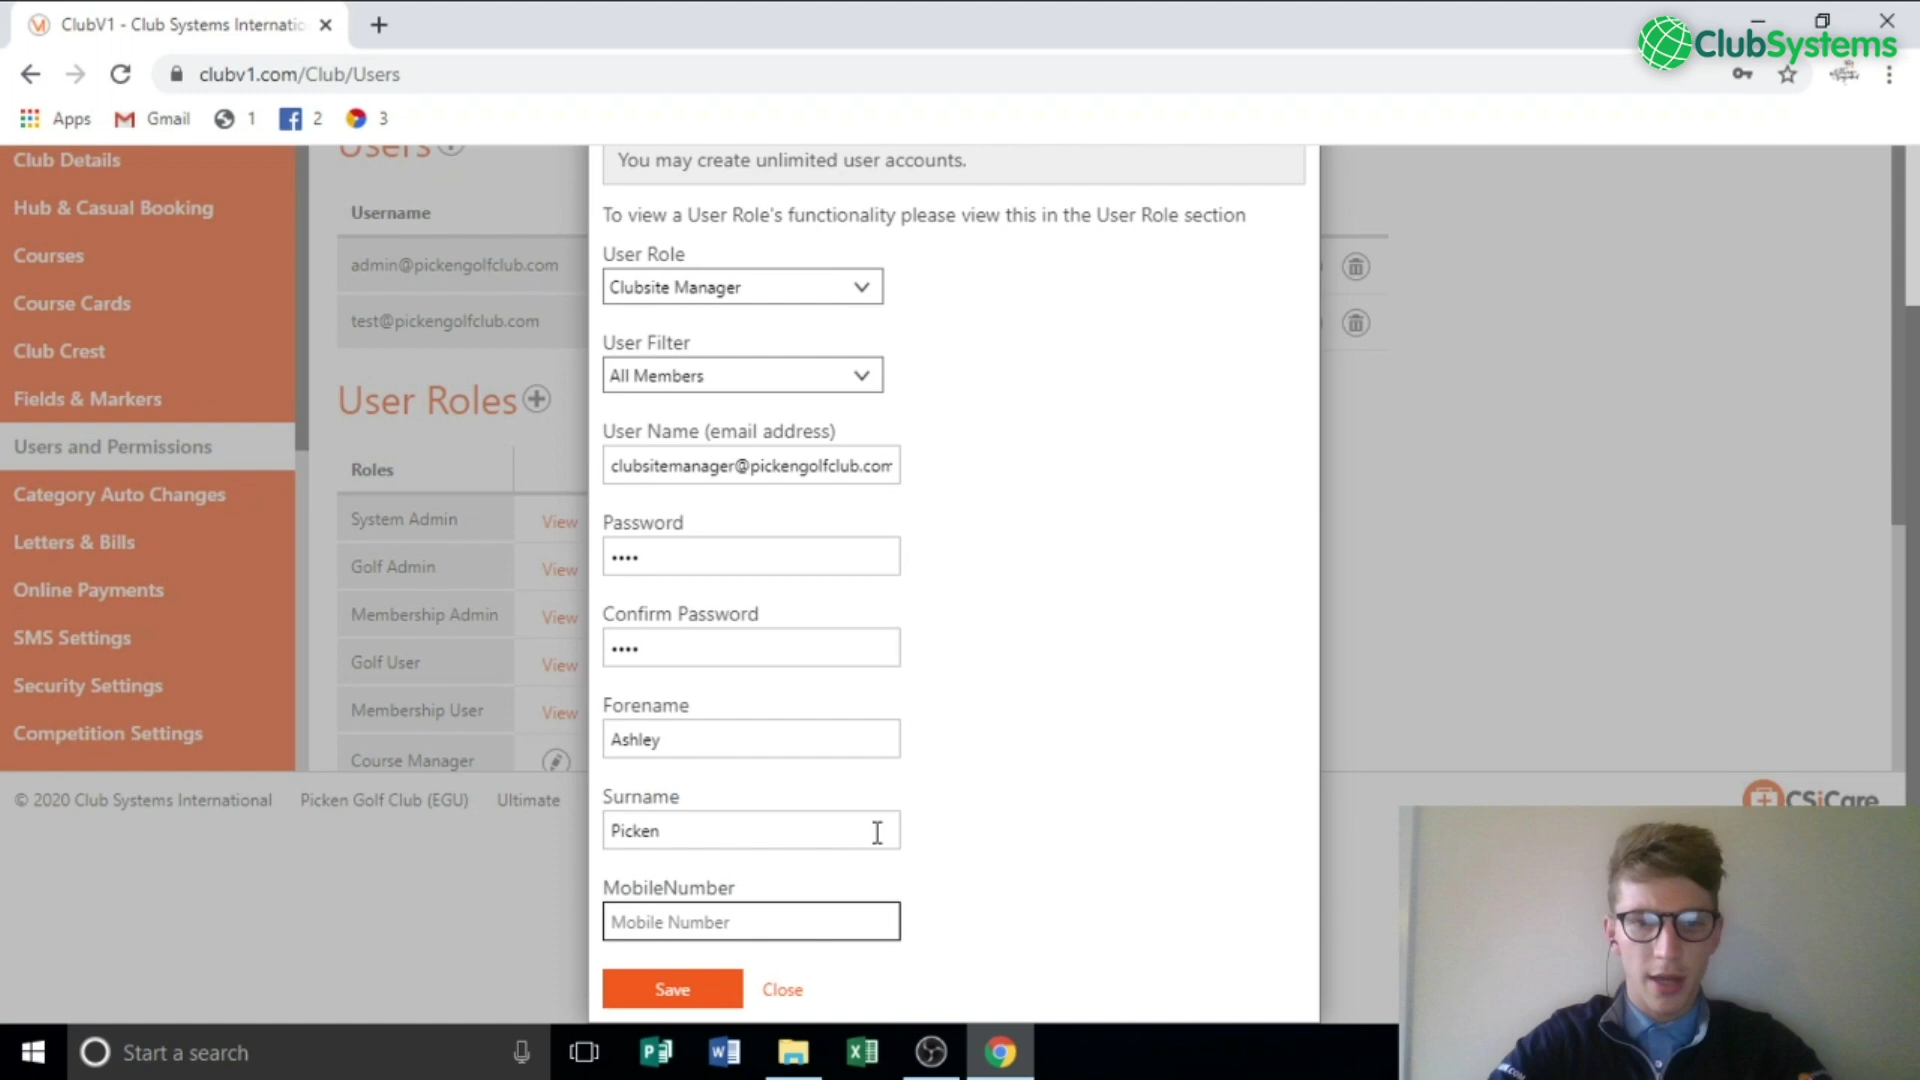 ClubV1 - Club Systems Internatio
ClubSystems
clubv1.com/Club/Users
Apps
Gmail
1
2
3
Club Details
Hub & Casual Booking
Courses
Course Cards
Club Crest
Fields & Markers
Users and Permissions
Category Auto Changes
Letters & Bills
Online Payments
SMS Settings
Security Settings
Competition Settings
Users
Username
admin@pickengolfclub.com
test@pickengolfclub.com
User Roles
Roles
System Admin View
Golf Admin View
Membership Admin View
Golf User View
Membership User View
Course Manager
You may create unlimited user accounts.
To view a User Role's functionality please view this in the User Role section
User Role
Clubsite Manager
User Filter
All Members
User Name (email address)
clubsitemanager@pickengolfclub.com
Password
••••
Confirm Password
••••
Forename
Ashley
Surname
Picken
MobileNumber
Mobile Number
Save Close
© 2020 Club Systems International Picken Golf Club (EGU) Ultimate
CSiCare
Start a search